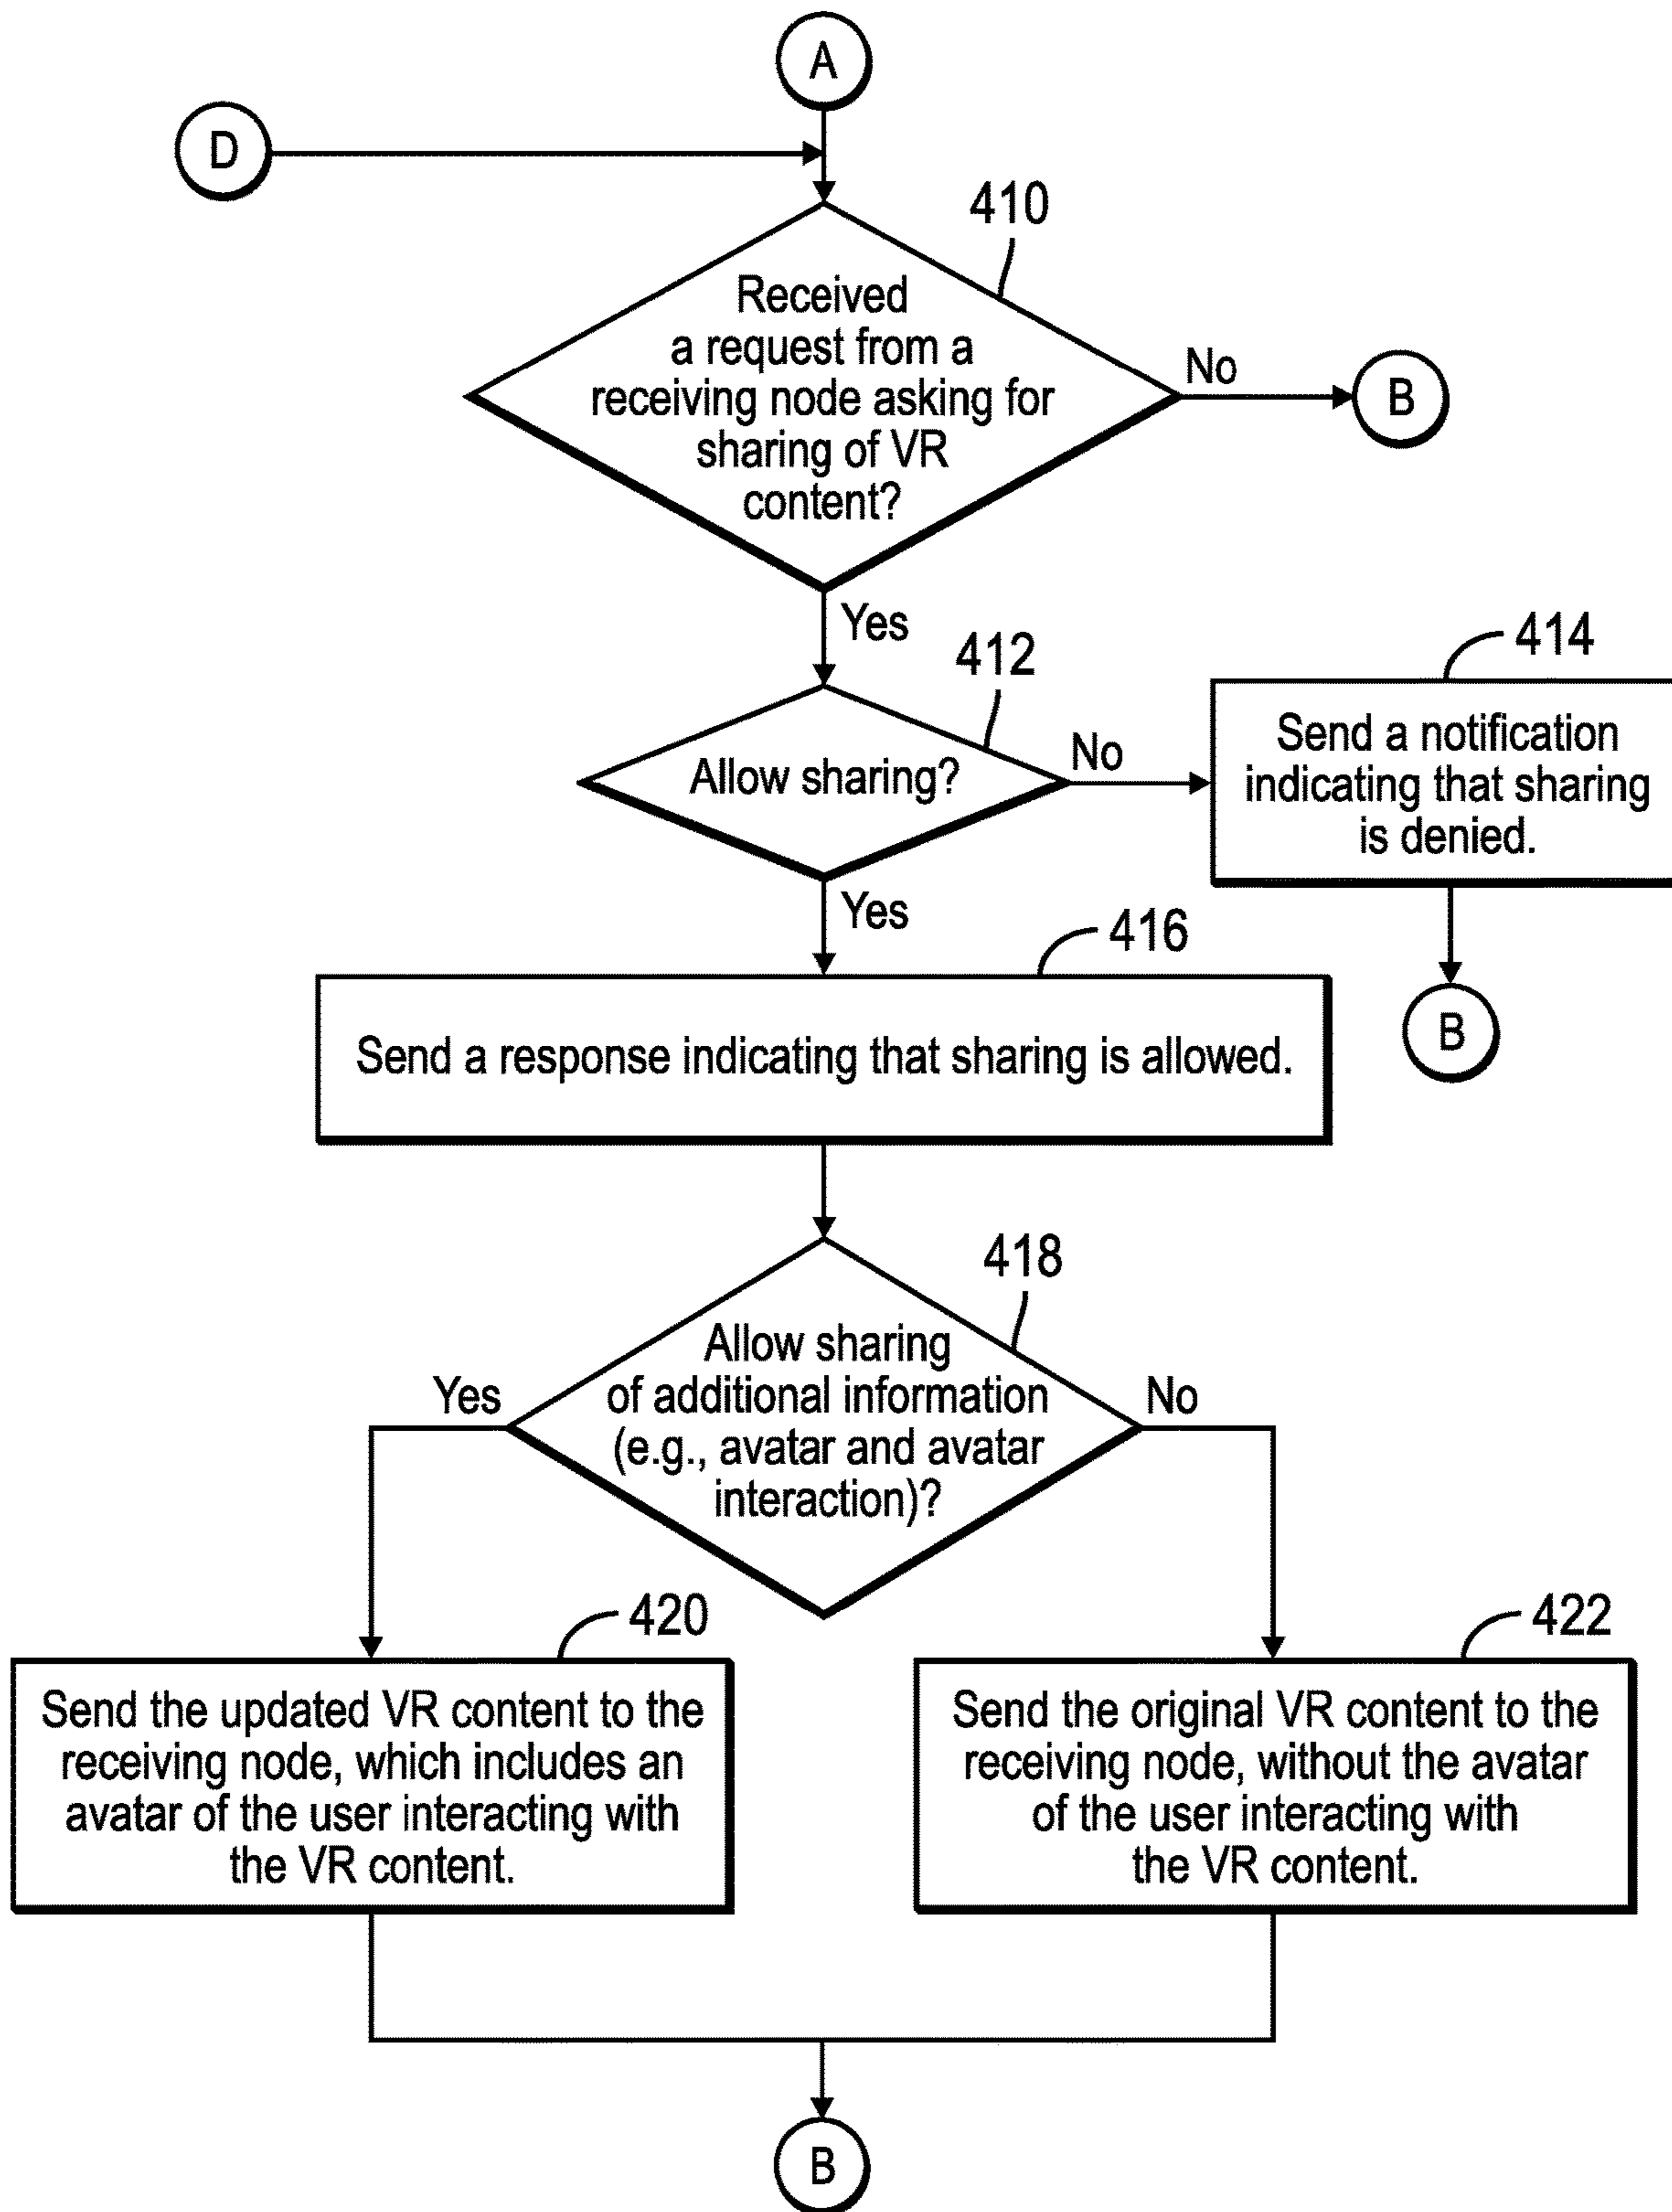 A
D
410
Received
a request from a
receiving node asking for
sharing of VR
content?
No
B
Yes
412
414
Allow sharing?
No
Send a notification
indicating that sharing
is denied.
Yes
416
B
Send a response indicating that sharing is allowed.
418
Allow sharing
of additional information
(e.g., avatar and avatar
interaction)?
Yes
No
420
422
Send the updated VR content to the
receiving node, which includes an
avatar of the user interacting with
the VR content.
Send the original VR content to the
receiving node, without the avatar
of the user interacting with
the VR content.
B